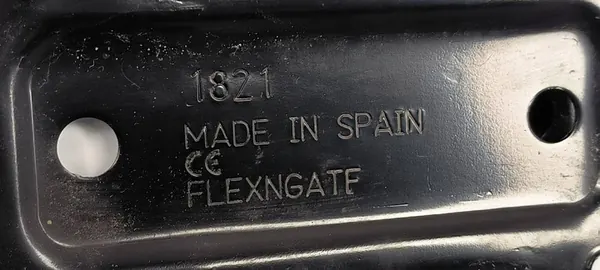 1821
MADE IN SPAIN
CE
FLEXNGATE